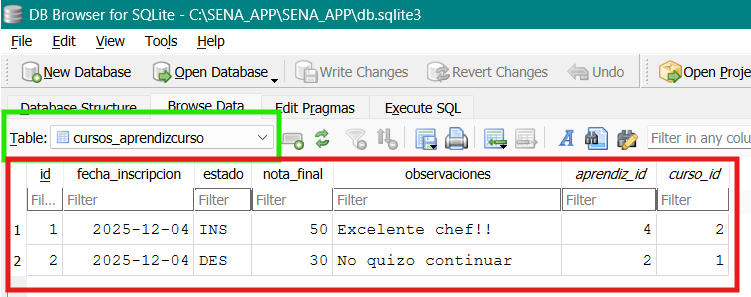 DB Browser for SQLite - C:\SENA_APP\SENA_APP\db.sqlite3
File Edit View Tools Help
New Database Open Database Write Changes Revert Changes Undo Open Proje
Database Structure Browse Data Edit Pragmas Execute SQL
Table: cursos_aprendizcurso Filter in any colu
id fecha_inscripcion estado nota_final observaciones aprendiz_id curso_id
Fil... Filter Filter Filter Filter Filter Filter
1 1 2025-12-04 INS 50 Excelente chef!! 4 2
2 2 2025-12-04 DES 30 No quizo continuar 2 1